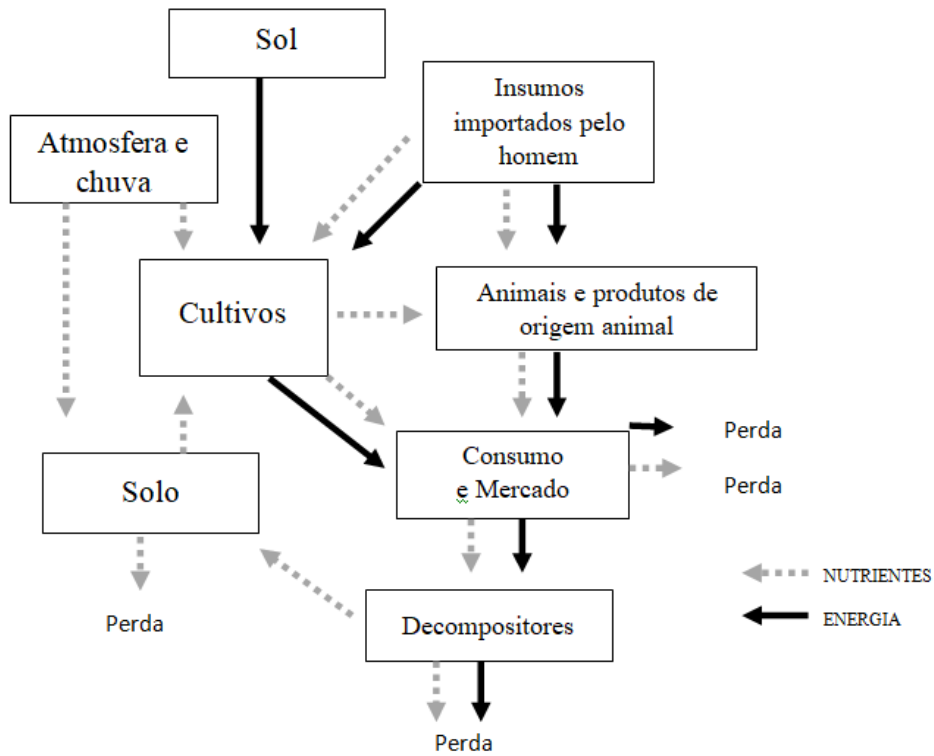 Sol
Insumos
importados pelo
homem
Atmosfera e
chuva
Cultivos
Animais e produtos de
origem animal
Consumo
e Mercado
Perda
Perda
Solo
NUTRIENTES
Perda
Decompositores
ENERGIA
Perda